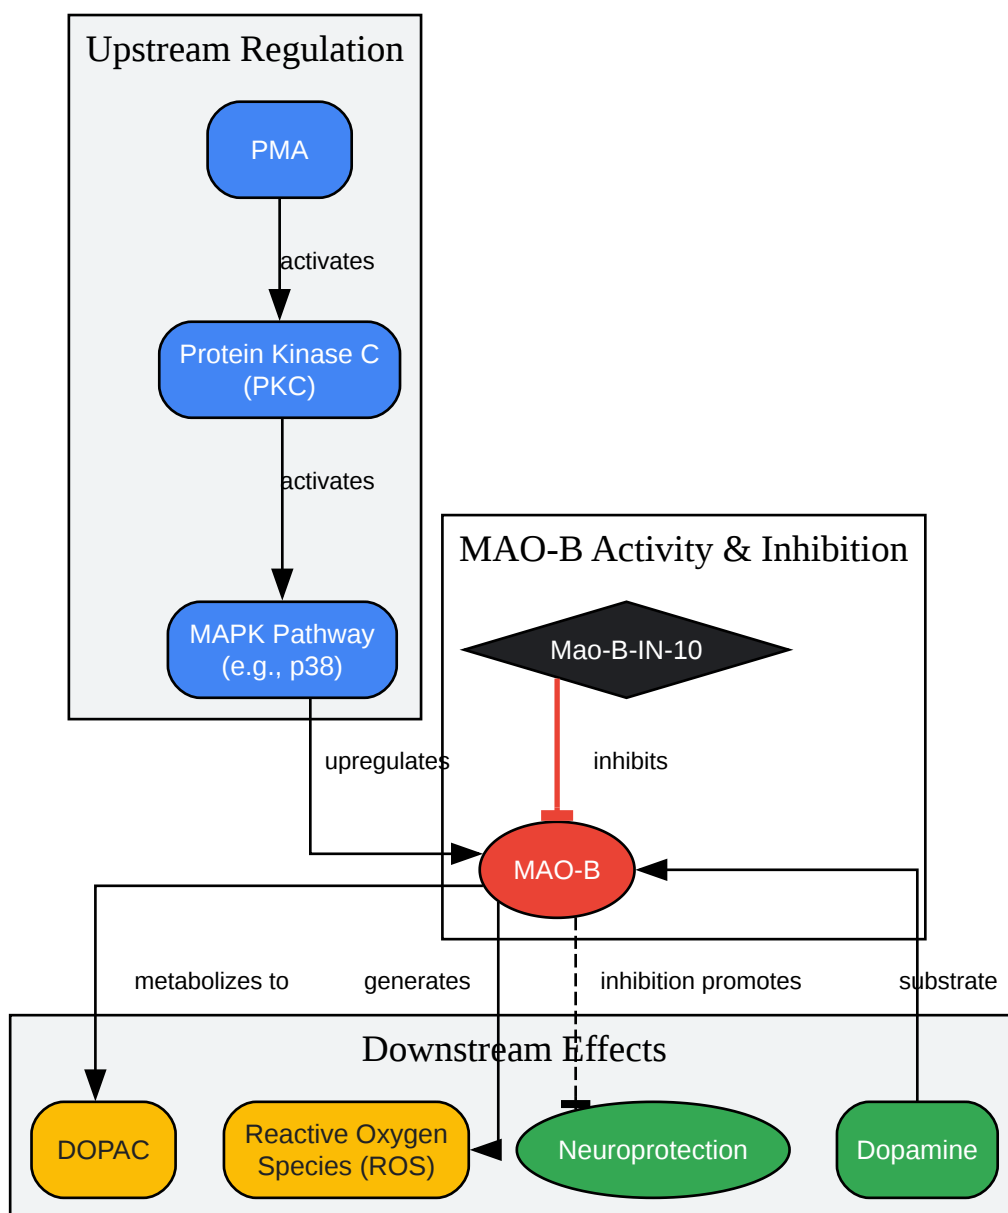 Upstream Regulation
PMA
activates
Protein Kinase C
(PKC)
activates
MAPK Pathway
(e.g., p38)
upregulates
MAO-B Activity & Inhibition
Mao-B-IN-10
inhibits
MAO-B
metabolizes to
generates
inhibition promotes
substrate
Downstream Effects
DOPAC
Reactive Oxygen
Species (ROS)
Neuroprotection
Dopamine